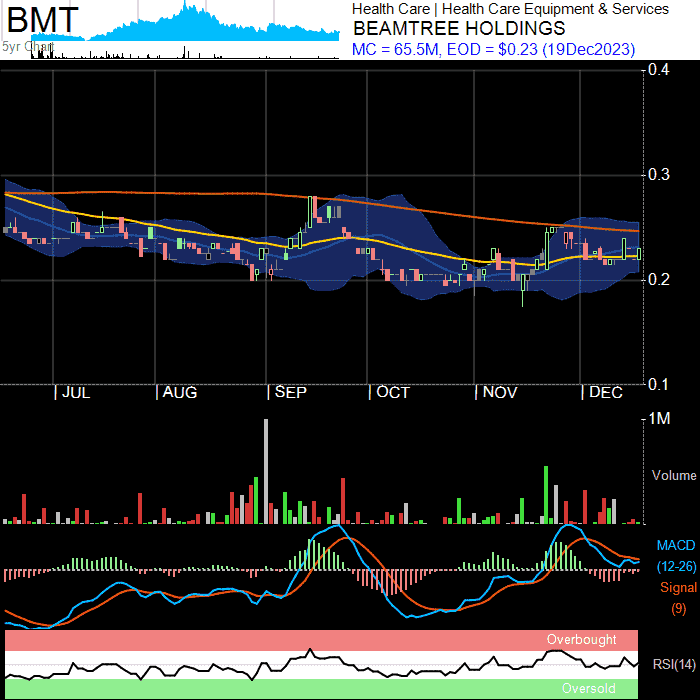 BMT
5yr Chart
Health Care | Health Care Equipment & Services
BEAMTREE HOLDINGS
MC = 65.5M, EOD = $0.23 (19Dec2023)
0.4
0.3
0.2
0.1
| JUL | AUG | SEP | OCT | NOV | DEC
1M
Volume
MACD
(12-26)
Signal
(9)
Overbought
RSI(14)
Oversold